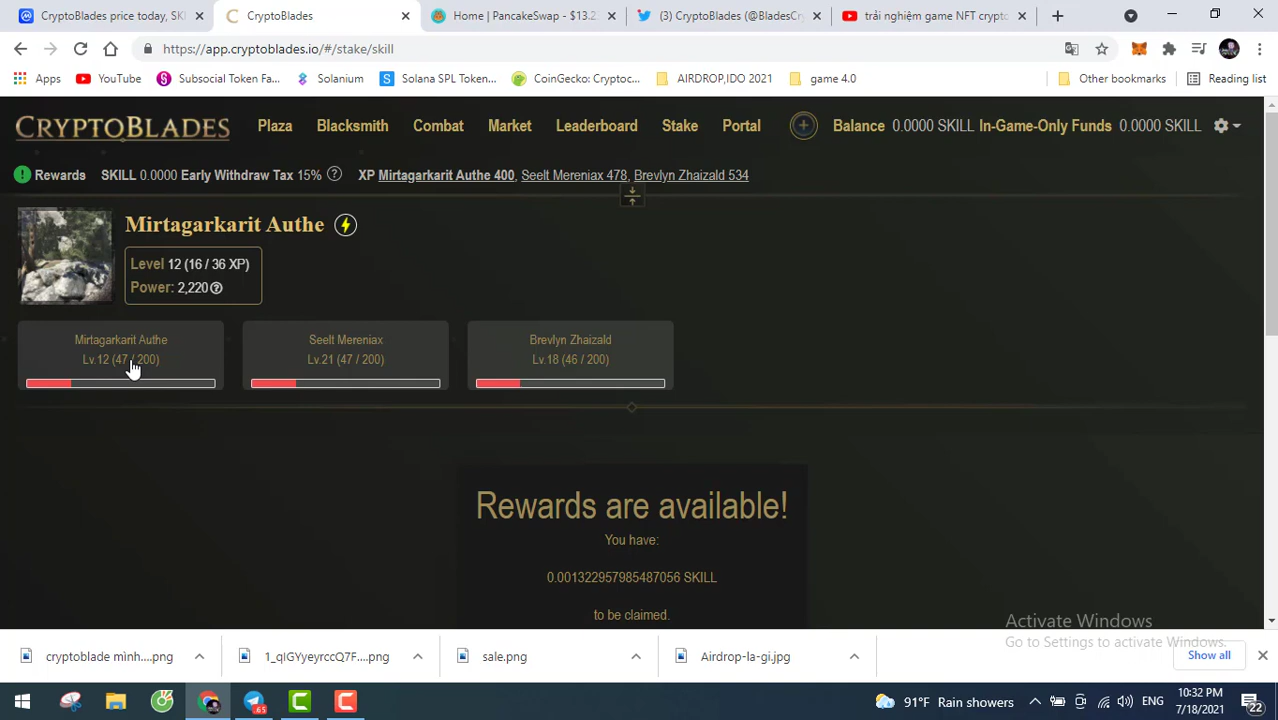 CryptoBlades price today, SK
CryptoBlades
Home | PancakeSwap - $13.2
(3) CryptoBlades (@BladesCry
trải nghiệm game NFT crypto
https://app.cryptoblades.io/#/stake/skill
Apps
YouTube
Subsocial Token Fa...
Solanium
Solana SPL Token...
CoinGecko: Cryptoc...
AIRDROP,IDO 2021
game 4.0
Other bookmarks
Reading list
CRYPTOBLADES
Plaza
Blacksmith
Combat
Market
Leaderboard
Stake
Portal
Balance 0.0000 SKILL In-Game-Only Funds 0.0000 SKILL
Rewards SKILL 0.0000 Early Withdraw Tax 15% XP Mirtagarkarit Authe 400, Seelt Mereniax 478, Brevlyn Zhaizald 534
Mirtagarkarit Authe
Level 12 (16 / 36 XP)
Power: 2,220
Mirtagarkarit Authe
Lv.12 (47 / 200)
Seelt Mereniax
Lv.21 (47 / 200)
Brevlyn Zhaizald
Lv.18 (46 / 200)
Rewards are available!
You have:
0.001322957985487056 SKILL
to be claimed.
Activate Windows
Go to Settings to activate Windows.
cryptoblade mình....png
1_qIGYyeyrccQ7F....png
sale.png
Airdrop-la-gi.jpg
Show all
65
91°F Rain showers
ENG
10:32 PM
7/18/2021
22